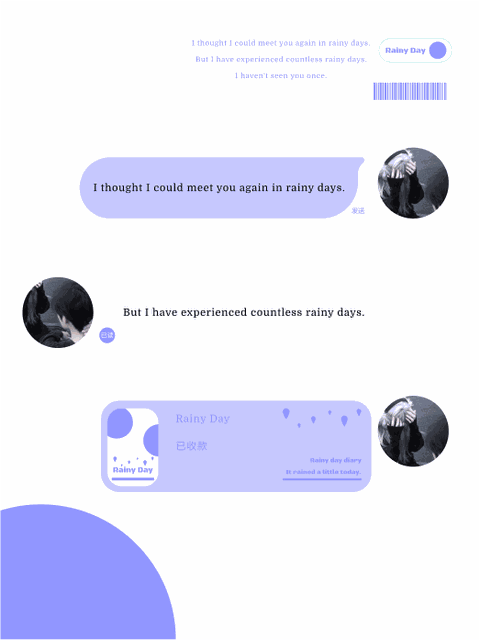 I thought I could meet you again in rainy days.
But I have experienced countless rainy days.
I haven't seen you once.
Rainy Day
I thought I could meet you again in rainy days.
发送
But I have experienced countless rainy days.
已读
Rainy Day
已收款
Rainy Day
Rainy day diary
It rained a little today.